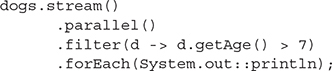 dogs.stream()
.parallel()
.filter(d -> d.getAge() > 7)
.forEach(System.out::println);